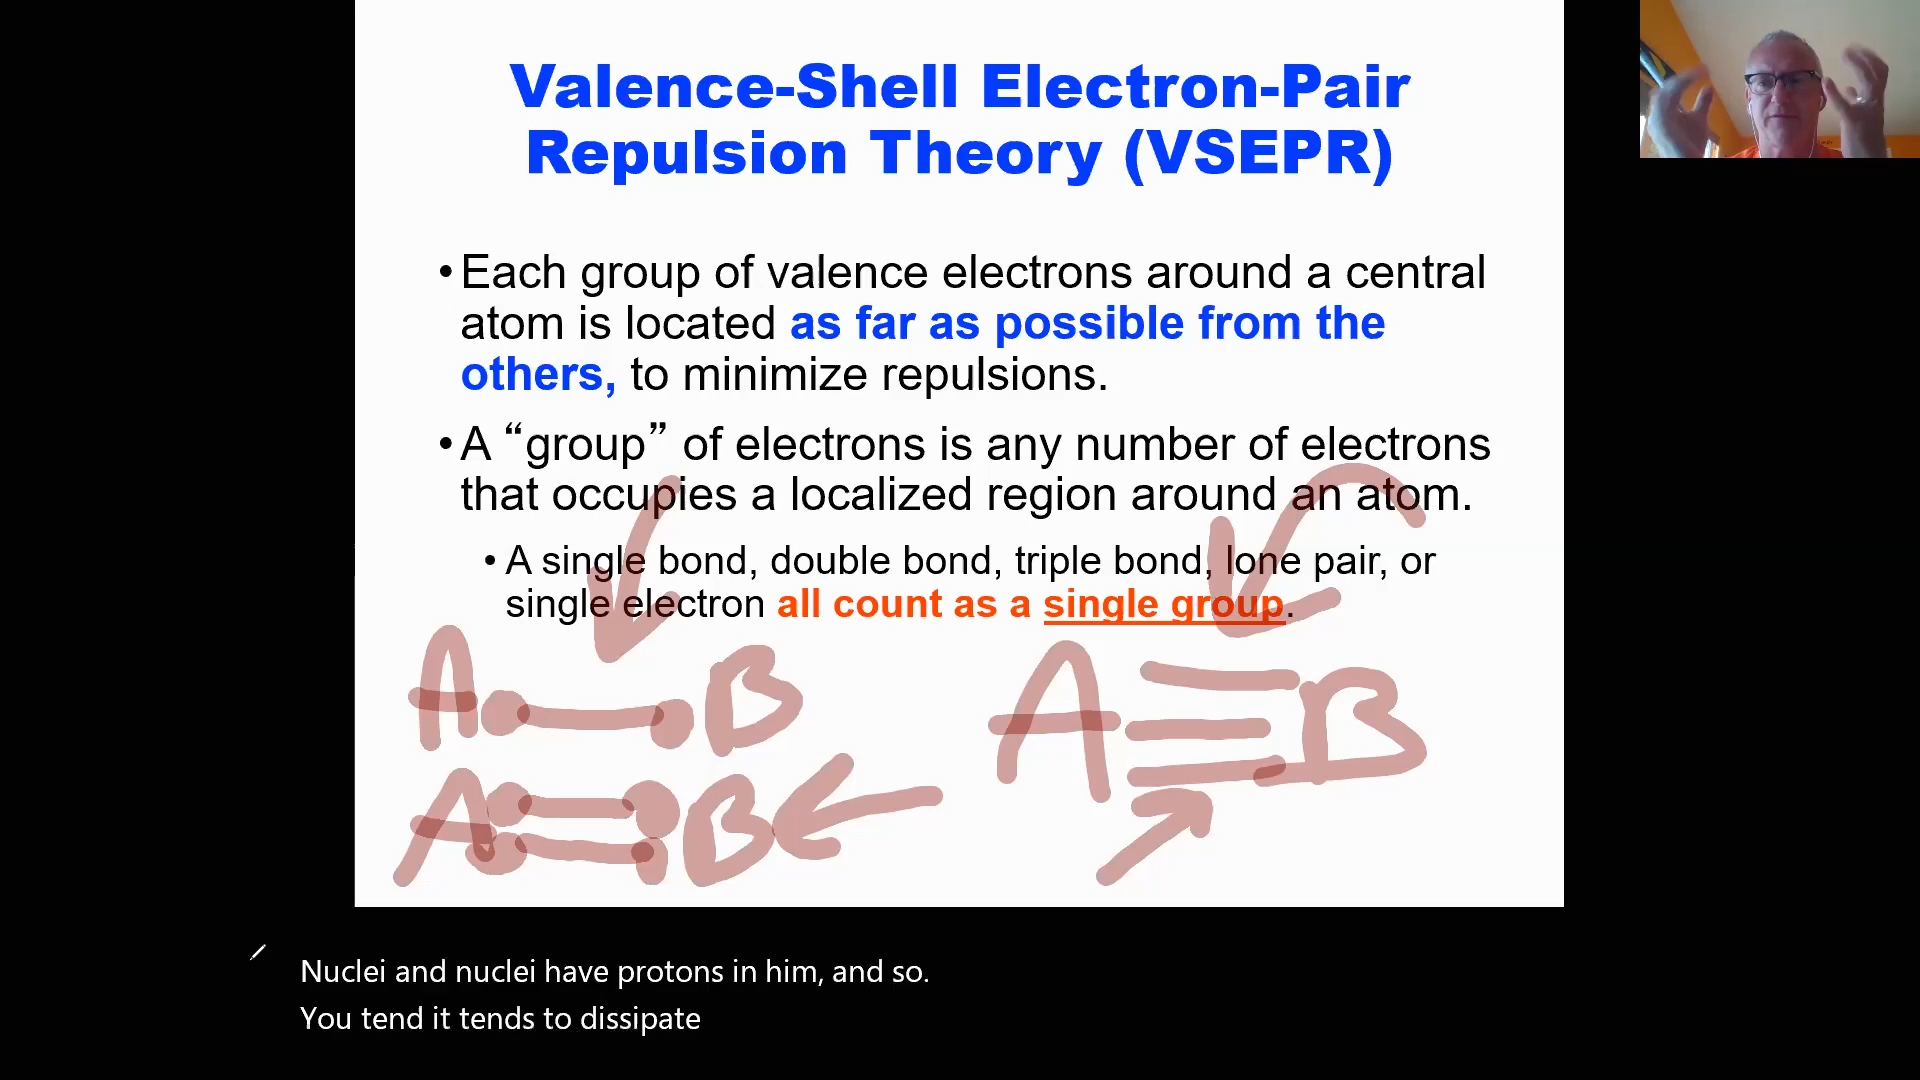 Valence-Shell Electron-Pair
Repulsion Theory (VSEPR)
•Each group of valence electrons around a central
atom is located as far as possible from the
others, to minimize repulsions.
•A “group” of electrons is any number of electrons
that occupies a localized region around an atom.
•A single bond, double bond, triple bond, lone pair, or
single electron all count as a single group.
A B
A B
A B
Nuclei and nuclei have protons in him, and so.
You tend it tends to dissipate